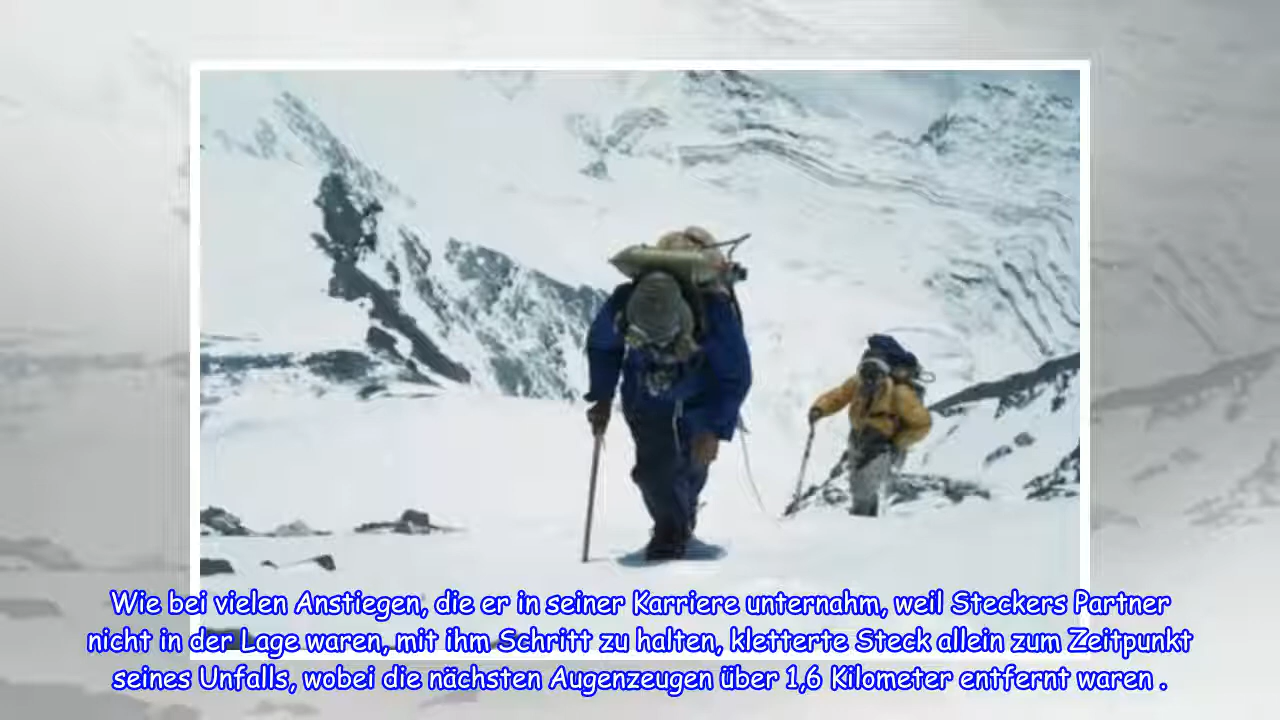 Wie bei vielen Anstiegen, die er in seiner Karriere unternahm, weil Steckers Partner
nicht in der Lage waren, mit ihm Schritt zu halten, kletterte Steck allein zum Zeitpunkt
seines Unfalls, wobei die nächsten Augenzeugen über 1,6 Kilometer entfernt waren .